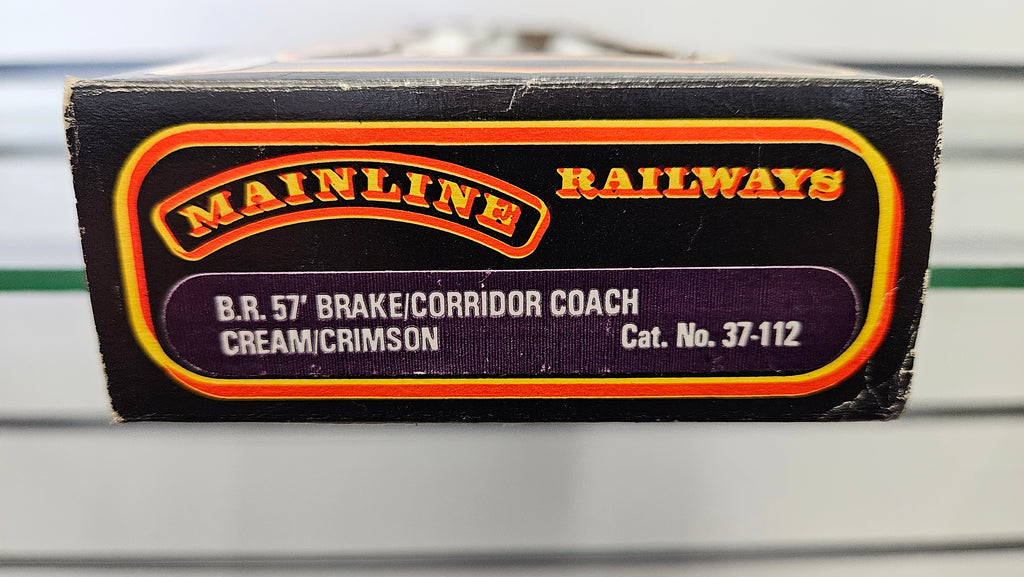 MAINLINE RAILWAYS
B.R. 57' BRAKE/CORRIDOR COACH
CREAM/CRIMSON Cat. No. 37-112